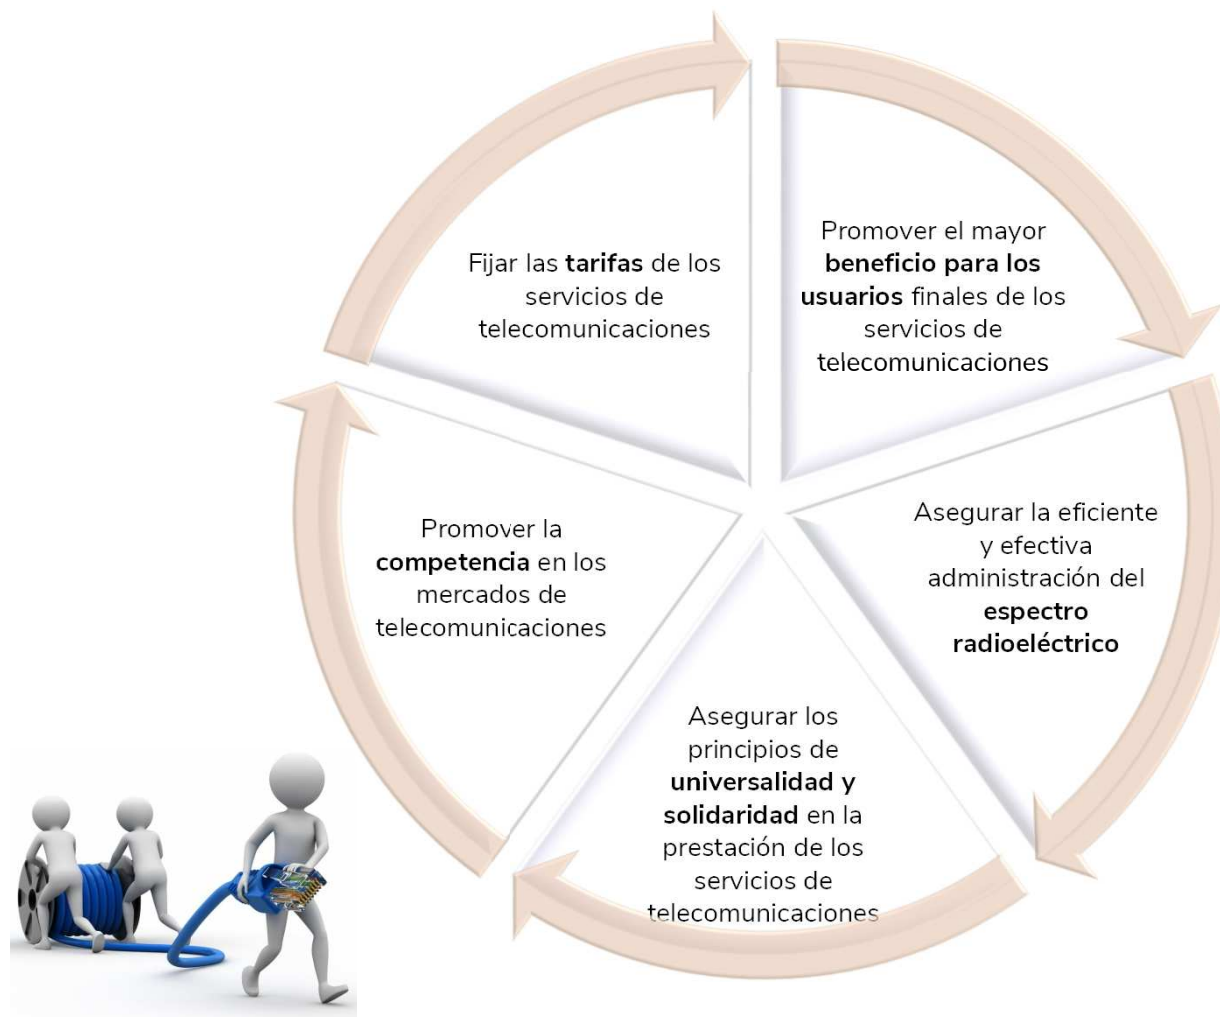 Fijar las tarifas de los
servicios de
telecomunicaciones
Promover el mayor
beneficio para los
usuarios finales de los
servicios de
telecomunicaciones
Asegurar la eficiente
y efectiva
administración del
espectro
radioeléctrico
Asegurar los
principios de
universalidad y
solidaridad en la
prestación de los
servicios de
telecomunicaciones
Promover la
competencia en los
mercados de
telecomunicaciones